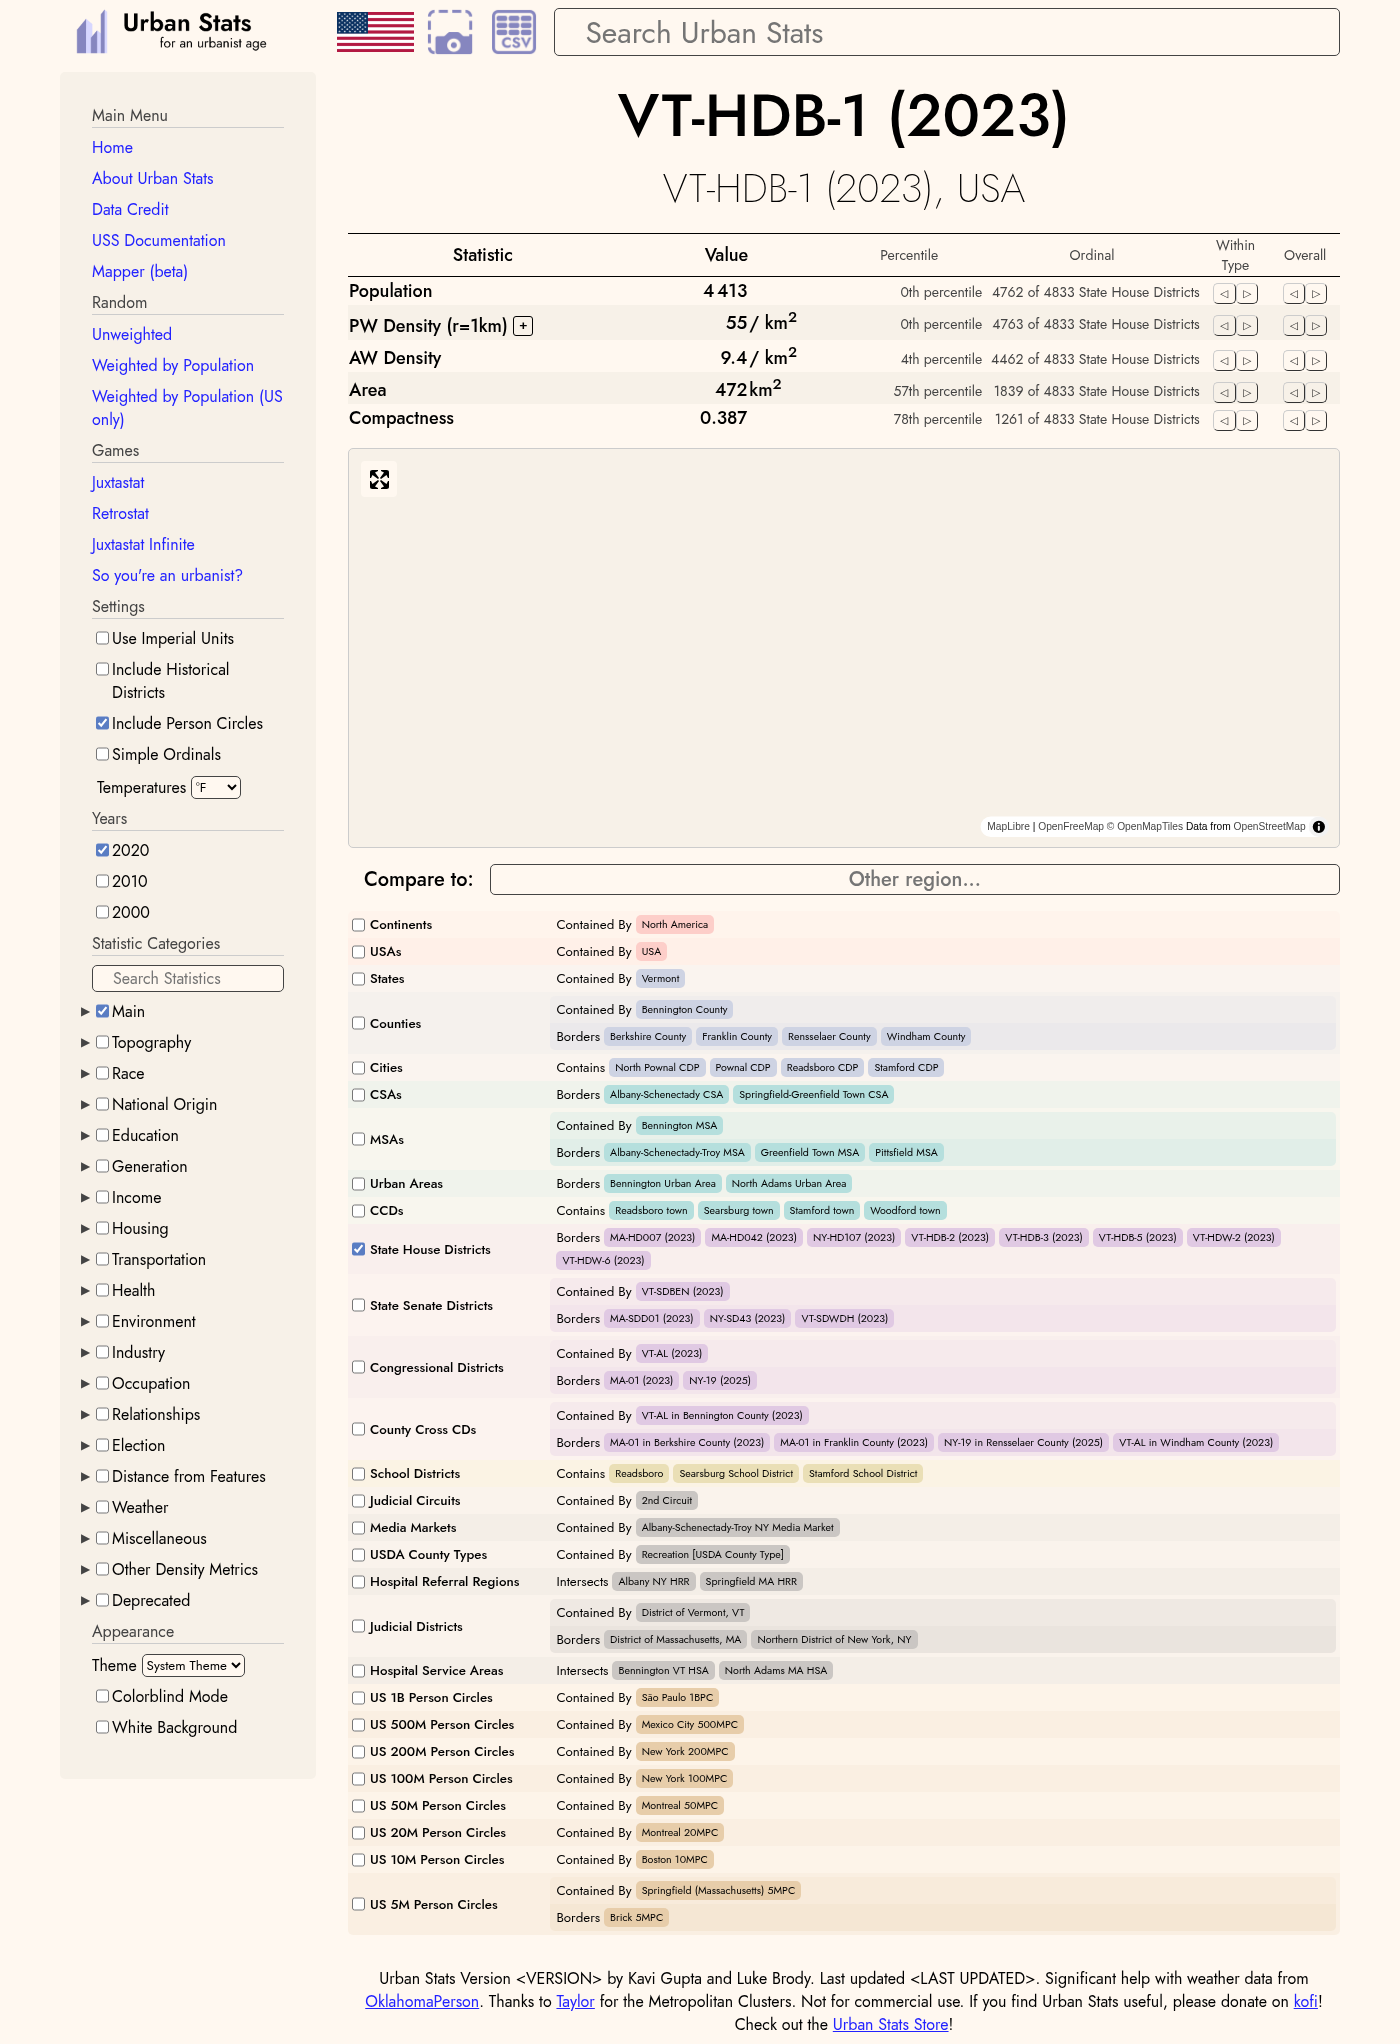 Urban Stats
for an urbanist age
CSV
Search Urban Stats
Main Menu
Home
About Urban Stats
Data Credit
USS Documentation
Mapper (beta)
Random
Unweighted
Weighted by Population
Weighted by Population (US
only)
Games
Juxtastat
Retrostat
Juxtastat Infinite
So you're an urbanist?
Settings
Use Imperial Units
Include Historical
Districts
Include Person Circles
Simple Ordinals
Temperatures °F
Years
2020
2010
2000
Statistic Categories
Search Statistics
Main
Topography
Race
National Origin
Education
Generation
Income
Housing
Transportation
Health
Environment
Industry
Occupation
Relationships
Election
Distance from Features
Weather
Miscellaneous
Other Density Metrics
Deprecated
Appearance
Theme System Theme
Colorblind Mode
White Background
VT-HDB-1 (2023)
VT-HDB-1 (2023), USA
Statistic Value Percentile Ordinal Within Type Overall
Population 4 413 0th percentile 4762 of 4833 State House Districts
PW Density (r=1km) + 55 / km² 0th percentile 4763 of 4833 State House Districts
AW Density 9.4 / km² 4th percentile 4462 of 4833 State House Districts
Area 472 km² 57th percentile 1839 of 4833 State House Districts
Compactness 0.387 78th percentile 1261 of 4833 State House Districts
MapLibre | OpenFreeMap © OpenMapTiles Data from OpenStreetMap
Compare to: Other region...
Continents Contained By North America
USAs Contained By USA
States Contained By Vermont
Counties Contained By Bennington County
Borders Berkshire County Franklin County Rensselaer County Windham County
Cities Contains North Pownal CDP Pownal CDP Readsboro CDP Stamford CDP
CSAs Borders Albany-Schenectady CSA Springfield-Greenfield Town CSA
MSAs Contained By Bennington MSA
Borders Albany-Schenectady-Troy MSA Greenfield Town MSA Pittsfield MSA
Urban Areas Borders Bennington Urban Area North Adams Urban Area
CCDs Contains Readsboro town Searsburg town Stamford town Woodford town
State House Districts Borders MA-HD007 (2023) MA-HD042 (2023) NY-HD107 (2023) VT-HDB-2 (2023) VT-HDB-3 (2023) VT-HDB-5 (2023) VT-HDW-2 (2023)
VT-HDW-6 (2023)
State Senate Districts Contained By VT-SDBEN (2023)
Borders MA-SDD01 (2023) NY-SD43 (2023) VT-SDWDH (2023)
Congressional Districts Contained By VT-AL (2023)
Borders MA-01 (2023) NY-19 (2025)
County Cross CDs Contained By VT-AL in Bennington County (2023)
Borders MA-01 in Berkshire County (2023) MA-01 in Franklin County (2023) NY-19 in Rensselaer County (2025) VT-AL in Windham County (2023)
School Districts Contains Readsboro Searsburg School District Stamford School District
Judicial Circuits Contained By 2nd Circuit
Media Markets Contained By Albany-Schenectady-Troy NY Media Market
USDA County Types Contained By Recreation [USDA County Type]
Hospital Referral Regions Intersects Albany NY HRR Springfield MA HRR
Judicial Districts Contained By District of Vermont, VT
Borders District of Massachusetts, MA Northern District of New York, NY
Hospital Service Areas Intersects Bennington VT HSA North Adams MA HSA
US 1B Person Circles Contained By São Paulo 1BPC
US 500M Person Circles Contained By Mexico City 500MPC
US 200M Person Circles Contained By New York 200MPC
US 100M Person Circles Contained By New York 100MPC
US 50M Person Circles Contained By Montreal 50MPC
US 20M Person Circles Contained By Montreal 20MPC
US 10M Person Circles Contained By Boston 10MPC
US 5M Person Circles Contained By Springfield (Massachusetts) 5MPC
Borders Brick 5MPC
Urban Stats Version <VERSION> by Kavi Gupta and Luke Brody. Last updated <LAST UPDATED>. Significant help with weather data from
OklahomaPerson. Thanks to Taylor for the Metropolitan Clusters. Not for commercial use. If you find Urban Stats useful, please donate on kofi!
Check out the Urban Stats Store!